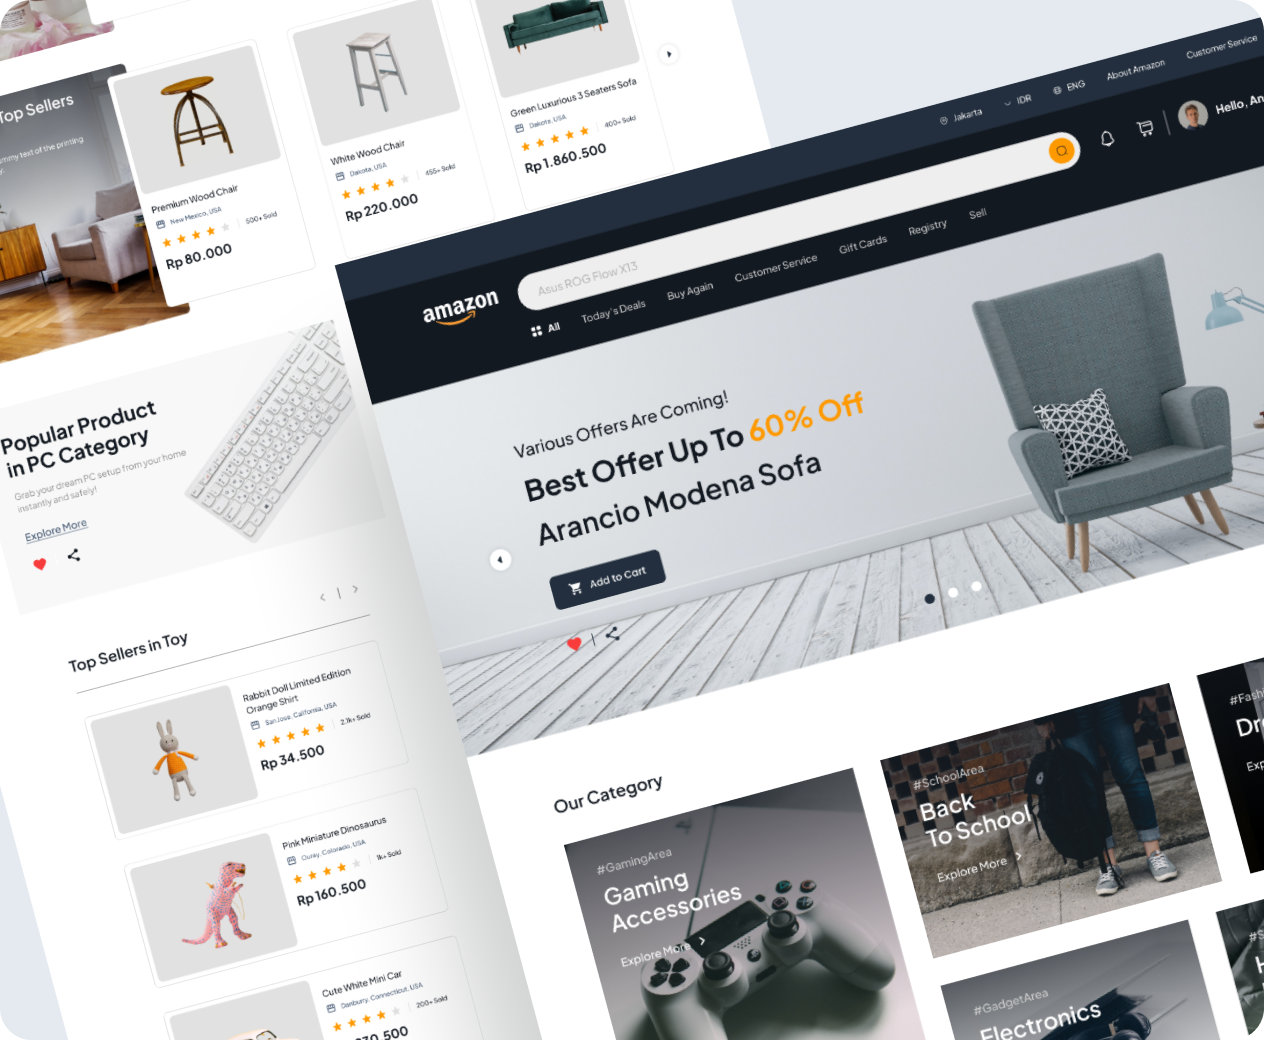 Top Sellers
mmy text of the printing
Premium Wood Chair
New Mexico, USA
500+ Sold
Rp 80.000
White Wood Chair
Dakota, USA
455+ Sold
Rp 220.000
Green Luxurious 3 Seaters Sofa
Dakota, USA
400+ Sold
Rp 1.860.500
Popular Product
in PC Category
Grab your dream PC setup from your home
instantly and safely!
Explore More
Top Sellers in Toy
Rabbit Doll Limited Edition
Orange Shirt
San Jose, California, USA
2.1k+ Sold
Rp 34.500
Pink Miniature Dinosaurus
Ouray, Colorado, USA
1k+ Sold
Rp 160.500
Cute White Mini Car
Danbury, Connecticut, USA
200+ Sold
Jakarta
IDR
ENG
About Amazon
Customer Service
amazon
Asus ROG Flow X13
Hello, An
All
Today's Deals
Buy Again
Customer Service
Gift Cards
Registry
Sell
Various Offers Are Coming!
Best Offer Up To 60% Off
Arancio Modena Sofa
Add to Cart
Our Category
#GamingArea
Gaming
Accessories
Explore More
#SchoolArea
Back
To School
Explore More
#Fash
Dr
Exp
#GadgetArea
Electronics
#S
H